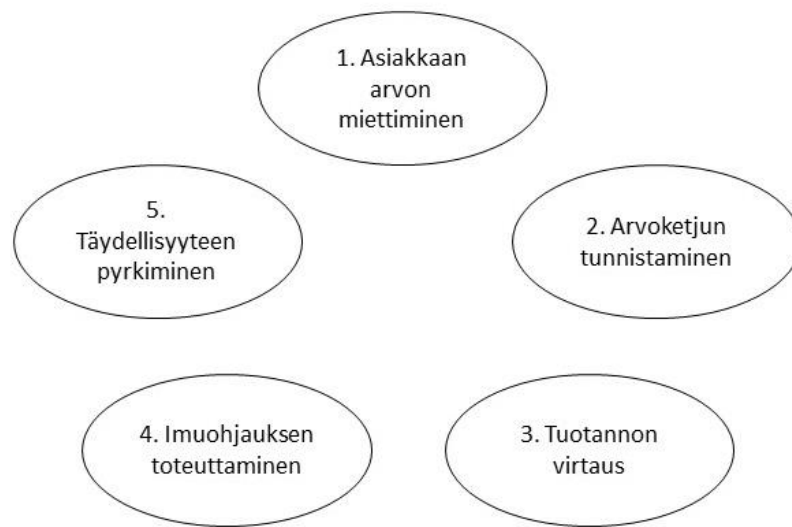 1. Asiakkaan
arvon
miettiminen
2. Arvoketjun
tunnistaminen
3. Tuotannon
virtaus
4. Imuohjauksen
toteuttaminen
5.
Täydellisyyteen
pyrkiminen